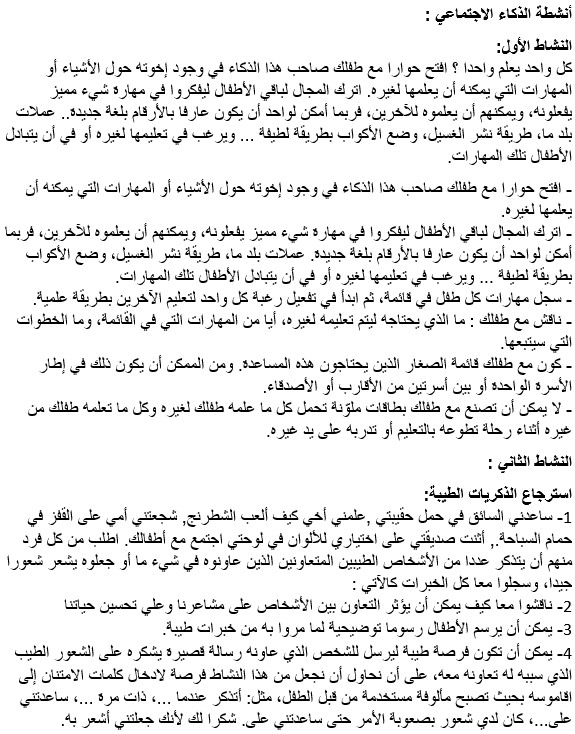 أنشطة الذكاء الاجتماعي :
النشاط الأول:
كل واحد يعلم واحدا ؟ افتح حوارا مع طفلك صاحب هذا الذكاء في وجود إخوته حول الأشياء أو
المهارات التي يمكنه أن يعلمها لغيره. اترك المجال لباقي الأطفال ليفكروا في مهارة شيء مميز
يفعلونه، ويمكنهم أن يعلموه للآخرين، فربما أمكن لواحد أن يكون عارفا بالأرقام بلغة جديدة.. عملات
بلد ما، طريقة نشر الغسيل، وضع الأكواب بطريقة لطيفة ... ويرغب في تعليمها لغيره أو في أن يتبادل
الأطفال تلك المهارات.
- افتح حوارا مع طفلك صاحب هذا الذكاء في وجود إخوته حول الأشياء أو المهارات التي يمكنه أن
يعلمها لغيره.
- اترك المجال لباقي الأطفال ليفكروا في مهارة شيء مميز يفعلونه، ويمكنهم أن يعلموه للآخرين، فربما
أمكن لواحد أن يكون عارفا بالأرقام بلغة جديدة. عملات بلد ما، طريقة نشر الغسيل، وضع الأكواب
بطريقة لطيفة ... ويرغب في تعليمها لغيره أو في أن يتبادل الأطفال تلك المهارات.
- سجل مهارات كل طفل في قائمة، ثم ابدأ في تفعيل رغبة كل واحد لتعليم الآخرين بطريقة علمية.
- ناقش مع طفلك : ما الذي يحتاجه ليتم تعليمه لغيره، أيا من المهارات التي في القائمة، وما الخطوات
التي سيتبعها.
- كون مع طفلك قائمة الصغار الذين يحتاجون هذه المساعدة. ومن الممكن أن يكون ذلك في إطار
الأسرة الواحدة أو بين أسرتين من الأقارب أو الأصدقاء.
- لا يمكن أن تصنع مع طفلك بطاقات ملوّنة تحمل كل ما علمه طفلك لغيره وكل ما تعلمه طفلك من
غيره أثناء رحلة تطوعه بالتعليم أو تدربه على يد غيره.
النشاط الثاني :
استرجاع الذكريات الطيبة:
1- ساعدني السائق في حمل حقيبتي ,علمني أخي كيف ألعب الشطرنج, شجعتني أمي على القفز في
حمام السباحة., أثنت صديقتي على اختياري للألوان في لوحتي اجتمع مع أطفالك. اطلب من كل فرد
منهم أن يتذكر عددا من الأشخاص الطيبين المتعاونين الذين عاونوه في شيء ما أو جعلوه يشعر شعورا
جيدا، وسجلوا معا كل الخبرات كالآتي :
2- ناقشوا معا كيف يمكن أن يؤثر التعاون بين الأشخاص على مشاعرنا وعلي تحسين حياتنا
3- يمكن أن يرسم الأطفال رسوما توضيحية لما مروا به من خبرات طيبة.
4- يمكن أن تكون فرصة طيبة ليرسل للشخص الذي عاونه رسالة قصيرة يشكره على الشعور الطيب
الذي سببه له تعاونه معه، على أن نحاول أن نجعل من هذا النشاط فرصة لادخال كلمات الامتنان إلى
اقاموسه بحيث تصبح مألوفة مستخدمة من قبل الطفل، مثل: أتذكر عندما ...، ذات مرة ...، ساعدتني
على...، كان لدي شعور بصعوبة الأمر حتى ساعدتني على. شكرا لك لأنك جعلتني أشعر به.